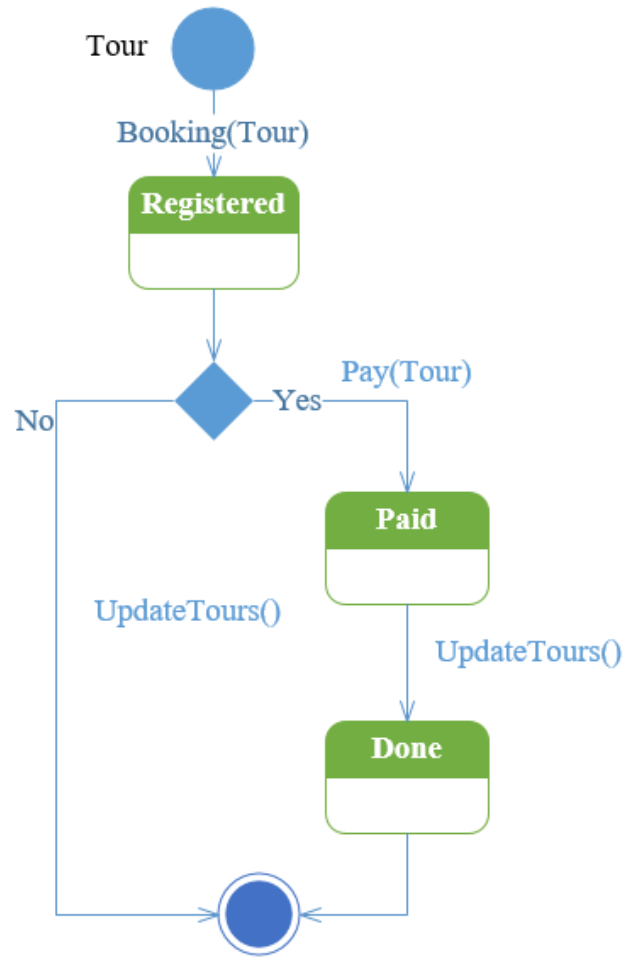 Tour
Booking(Tour)
Registered
Pay(Tour)
Yes
No
Paid
UpdateTours()
UpdateTours()
Done